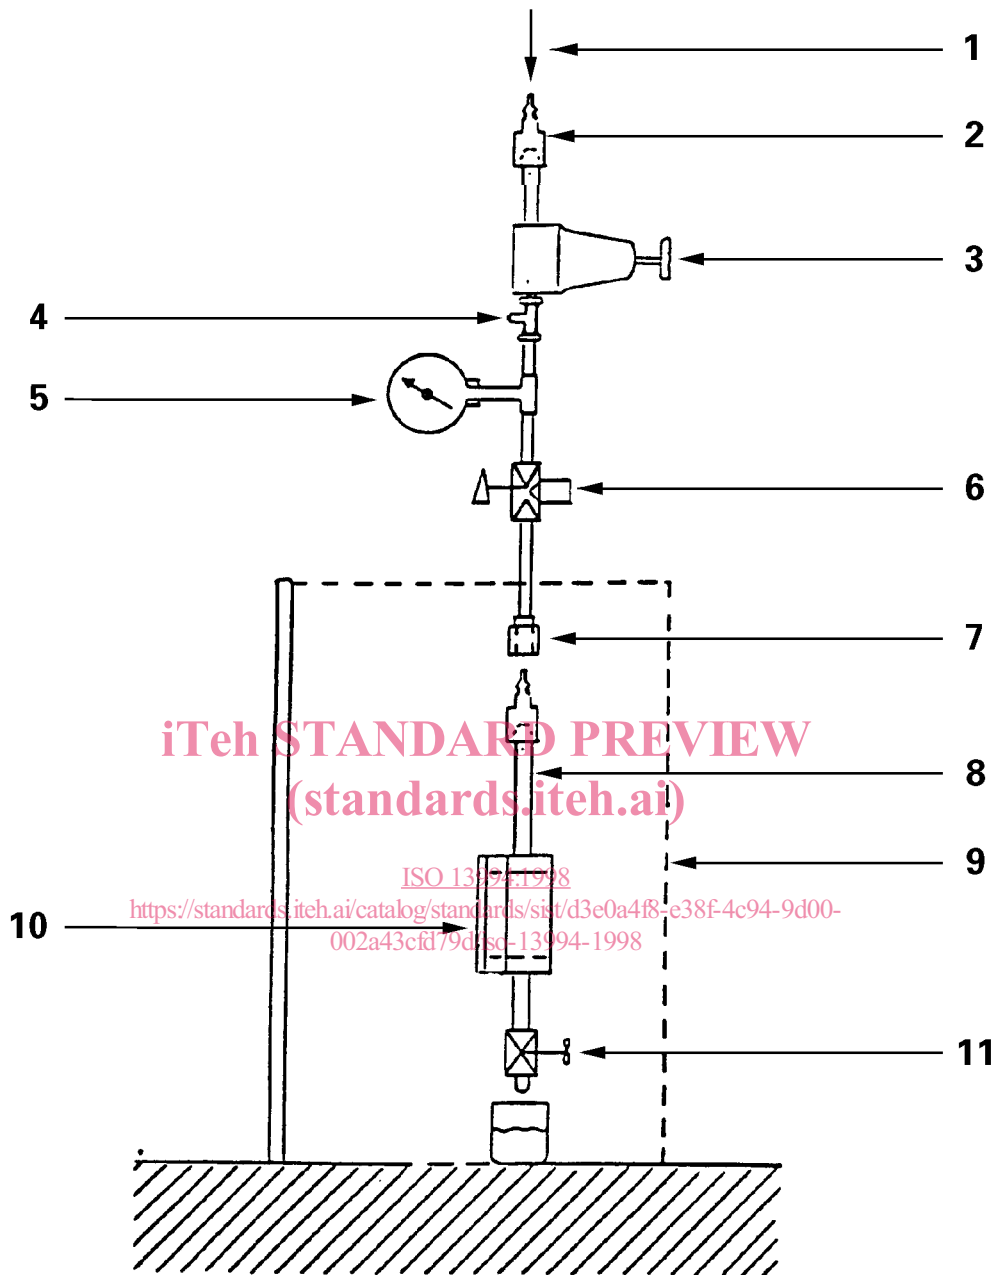 1
2
3
4
5
6
7
iTeh STANDARD PREVIEW
8
(standards.iteh.ai)
9
ISO 13994:1998
https://standards.iteh.ai/catalog/standards/sist/d3e0a4f8-e38f-4c94-9d00-
10
002a43cfd79d/iso-13994-1998
11